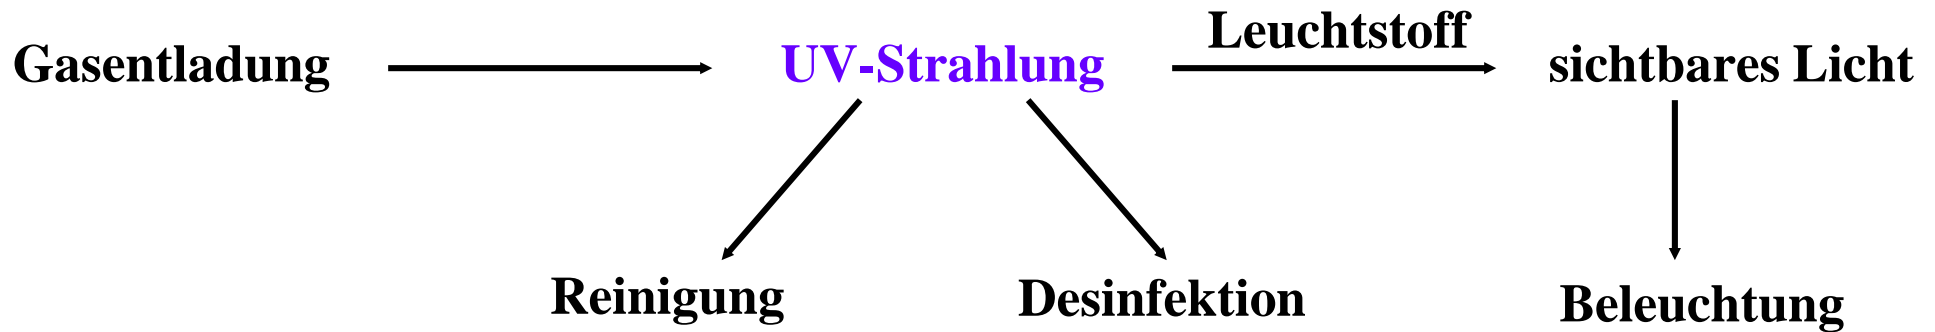 Gasentladung
UV-Strahlung
Leuchtstoff
sichtbares Licht
Reinigung
Desinfektion
Beleuchtung